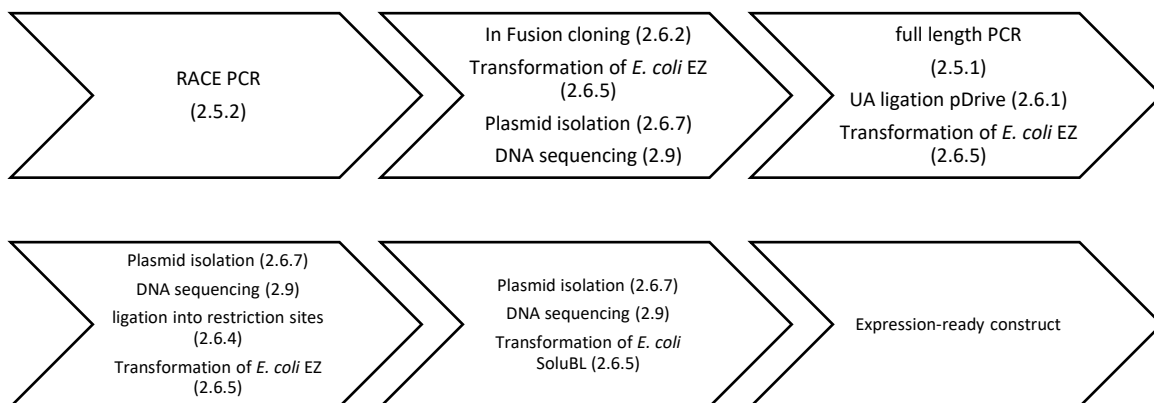 RACE PCR
(2.5.2)
In Fusion cloning (2.6.2)
Transformation of E. coli EZ
(2.6.5)
Plasmid isolation (2.6.7)
DNA sequencing (2.9)
full length PCR
(2.5.1)
UA ligation pDrive (2.6.1)
Transformation of E. coli EZ
(2.6.5)
Plasmid isolation (2.6.7)
DNA sequencing (2.9)
ligation into restriction sites
(2.6.4)
Transformation of E. coli EZ
(2.6.5)
Plasmid isolation (2.6.7)
DNA sequencing (2.9)
Transformation of E. coli
SoluBL (2.6.5)
Expression-ready construct